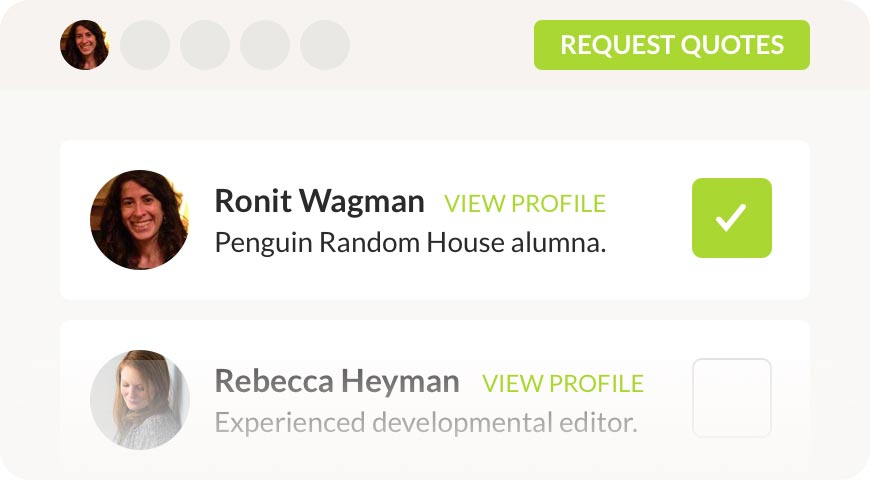 REQUEST QUOTES
Ronit Wagman VIEW PROFILE
Penguin Random House alumna.
Rebecca Heyman VIEW PROFILE
Experienced developmental editor.